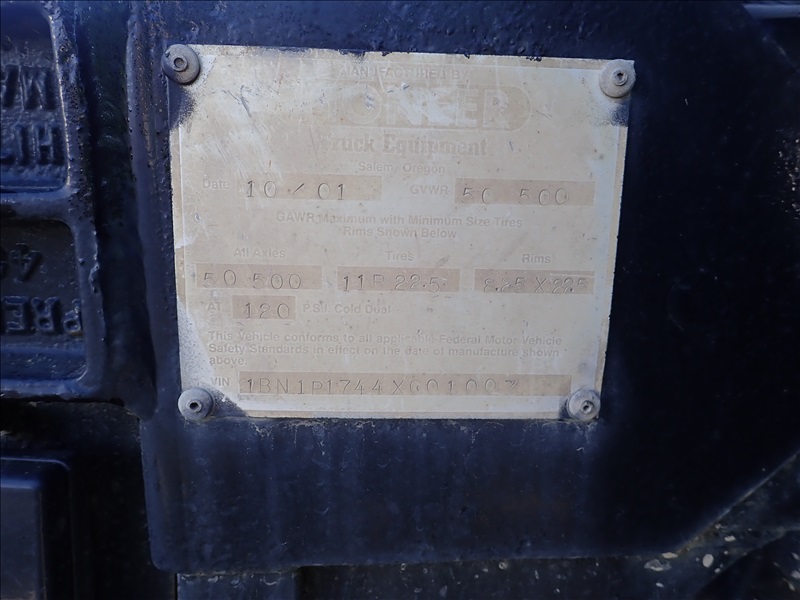 MANUFACTURED BY
Truck Equipment
Salem, Oregon
Date 10/01 GVWR 50 500
GAWR Maximum with Minimum Size Tires
Rims Shown Below
All Axles Tires Rims
50 500 11R 22.5 8.25 X 22.5
AT 120 P.S.I. Cold Dual
This Vehicle conforms to all applicable Federal Motor Vehicle
Safety Standards in effect on the date of manufacture shown
above.
VIN